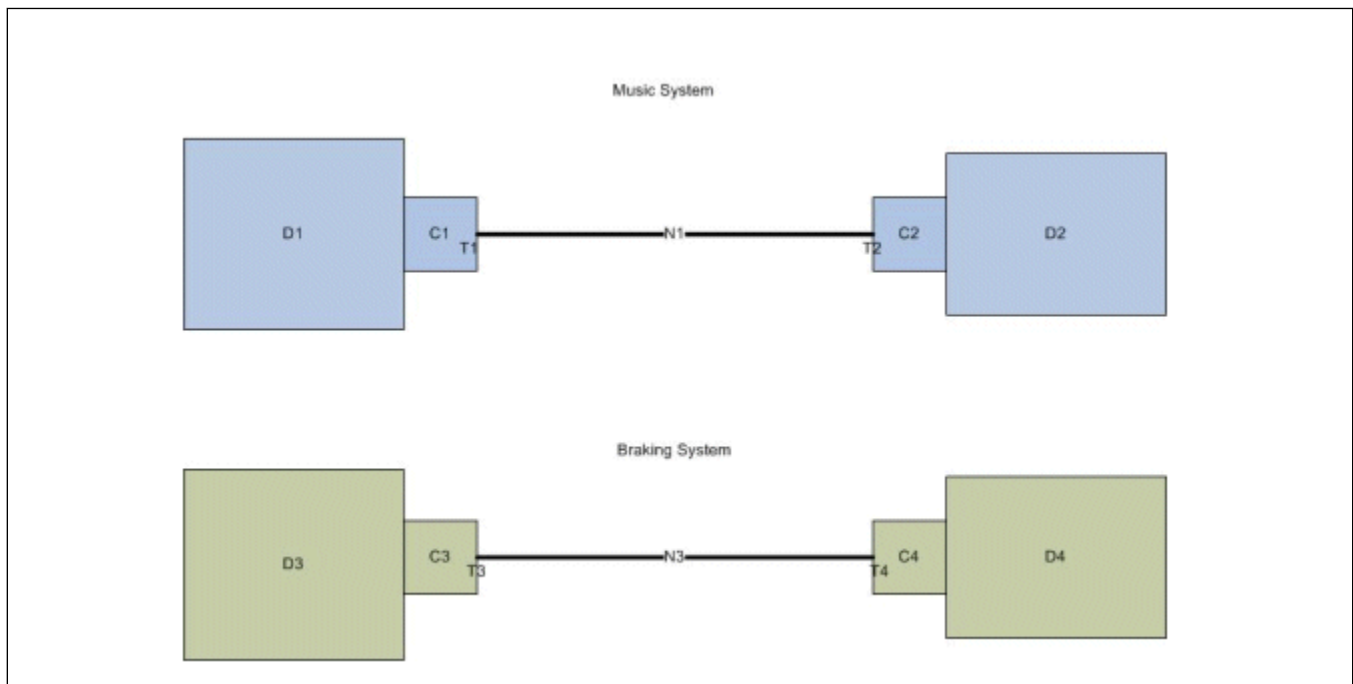 Music System
D1 C1 T1 N1 T2 C2 D2
Braking System
D3 C3 T3 N3 T4 C4 D4